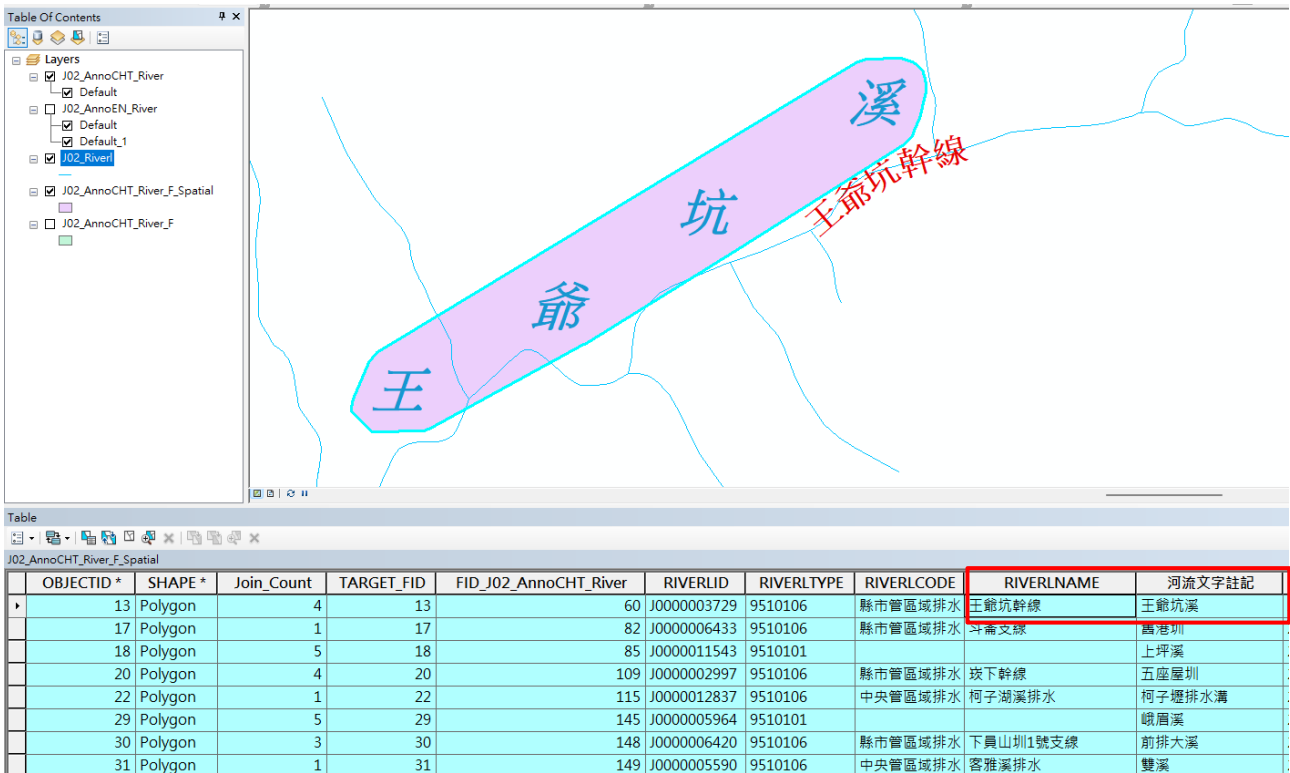 Table Of Contents
Layers
J02_AnnoCHT_River
Default
J02_AnnoEN_River
Default
Default_1
J02_Riverl
J02_AnnoCHT_River_F_Spatial
J02_AnnoCHT_River_F
溪
坑
爺
王
王爺坑幹線
Table
J02_AnnoCHT_River_F_Spatial
OBJECTID * SHAPE * Join_Count TARGET_FID FID_J02_AnnoCHT_River RIVERLID RIVERLTYPE RIVERLCODE RIVERLNAME 河流文字註記
13 Polygon 4 13 60 J0000003729 9510106 縣市管區域排水 王爺坑幹線 王爺坑溪
17 Polygon 1 17 82 J0000006433 9510106 縣市管區域排水 斗崙支線 舊港圳
18 Polygon 5 18 85 J0000011543 9510101 上坪溪
20 Polygon 4 20 109 J0000002997 9510106 縣市管區域排水 崁下幹線 五座屋圳
22 Polygon 1 22 115 J0000012837 9510106 中央管區域排水 柯子湖溪排水 柯子壢排水溝
29 Polygon 5 29 145 J0000005964 9510101 峨眉溪
30 Polygon 3 30 148 J0000006420 9510106 縣市管區域排水 下員山圳1號支線 前排大溪
31 Polygon 1 31 149 J0000005590 9510106 中央管區域排水 客雅溪排水 雙溪